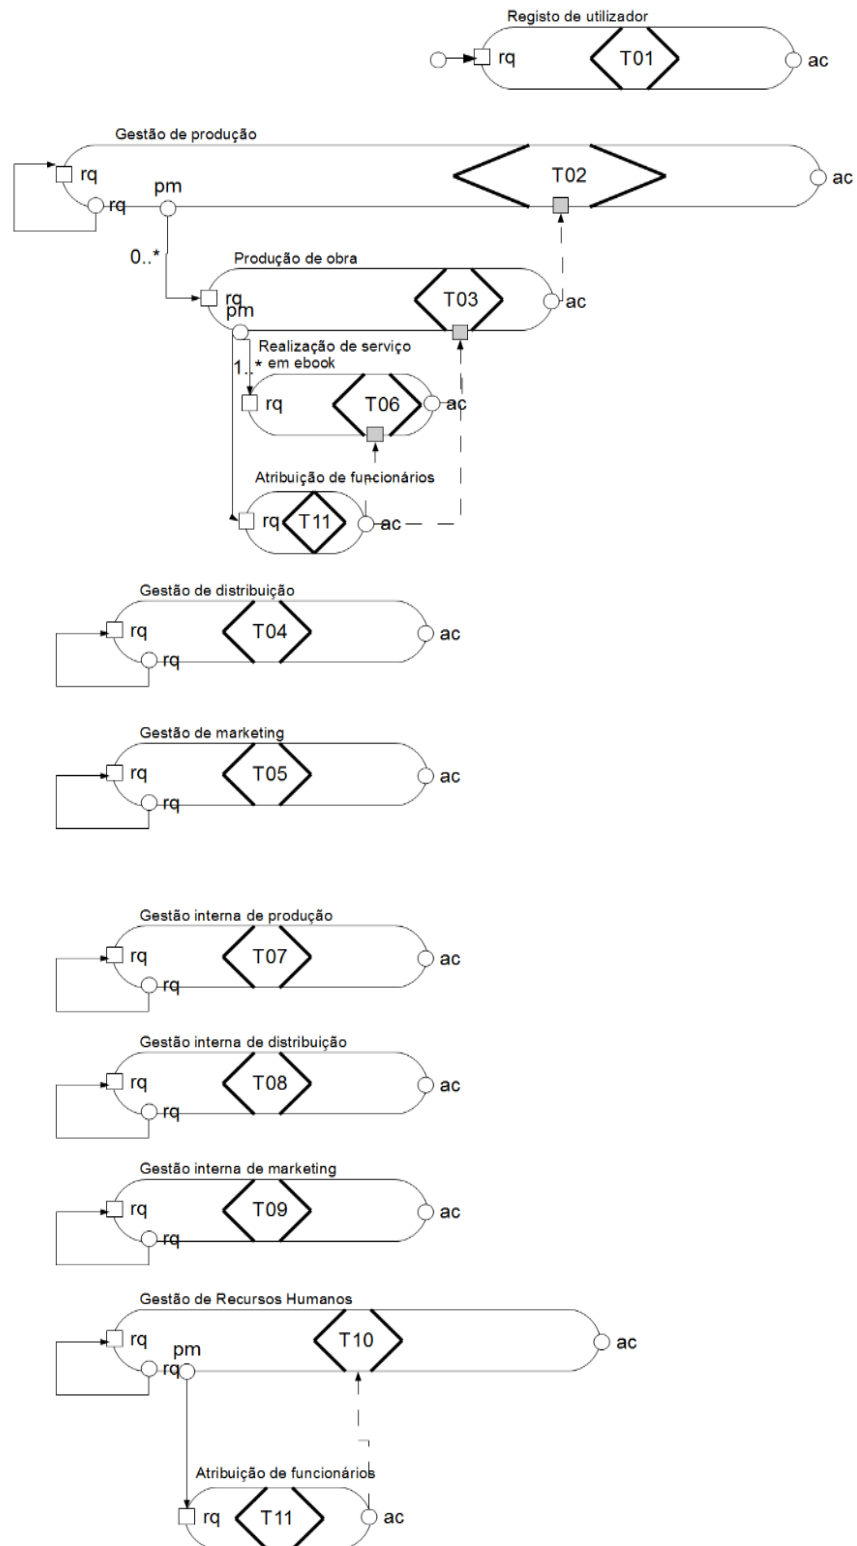 Registo de utilizador
rq T01 ac
Gestão de produção
rq T02 ac
rq pm
0..*
Produção de obra
rq T03 ac
pm
Realização de serviço
1..* em ebook
rq T06 ac
Atribuição de funcionários
rq T11 ac
Gestão de distribuição
rq T04 ac
rq
Gestão de marketing
rq T05 ac
rq
Gestão interna de produção
rq T07 ac
rq
Gestão interna de distribuição
rq T08 ac
rq
Gestão interna de marketing
rq T09 ac
rq
Gestão de Recursos Humanos
rq T10 ac
rq pm
Atribuição de funcionários
rq T11 ac